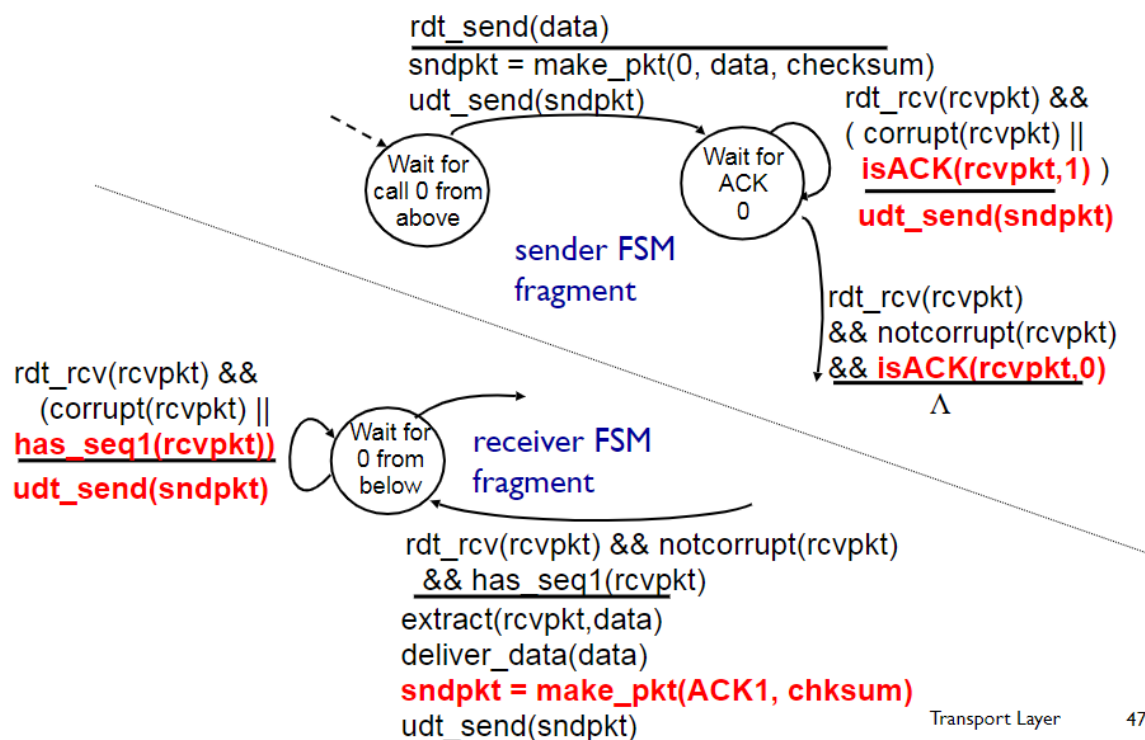 rdt_send(data)
sndpkt = make_pkt(0, data, checksum)
udt_send(sndpkt)
Wait for
call 0 from
above
Wait for
ACK
0
rdt_rcv(rcvpkt) &&
( corrupt(rcvpkt) ||
isACK(rcvpkt,1) )
udt_send(sndpkt)
sender FSM
fragment
rdt_rcv(rcvpkt)
&& notcorrupt(rcvpkt)
&& isACK(rcvpkt,0)
Λ
rdt_rcv(rcvpkt) &&
(corrupt(rcvpkt) ||
has_seq1(rcvpkt))
udt_send(sndpkt)
Wait for
0 from
below
receiver FSM
fragment
rdt_rcv(rcvpkt) && notcorrupt(rcvpkt)
&& has_seq1(rcvpkt)
extract(rcvpkt,data)
deliver_data(data)
sndpkt = make_pkt(ACK1, chksum)
udt_send(sndpkt)
Transport Layer 47